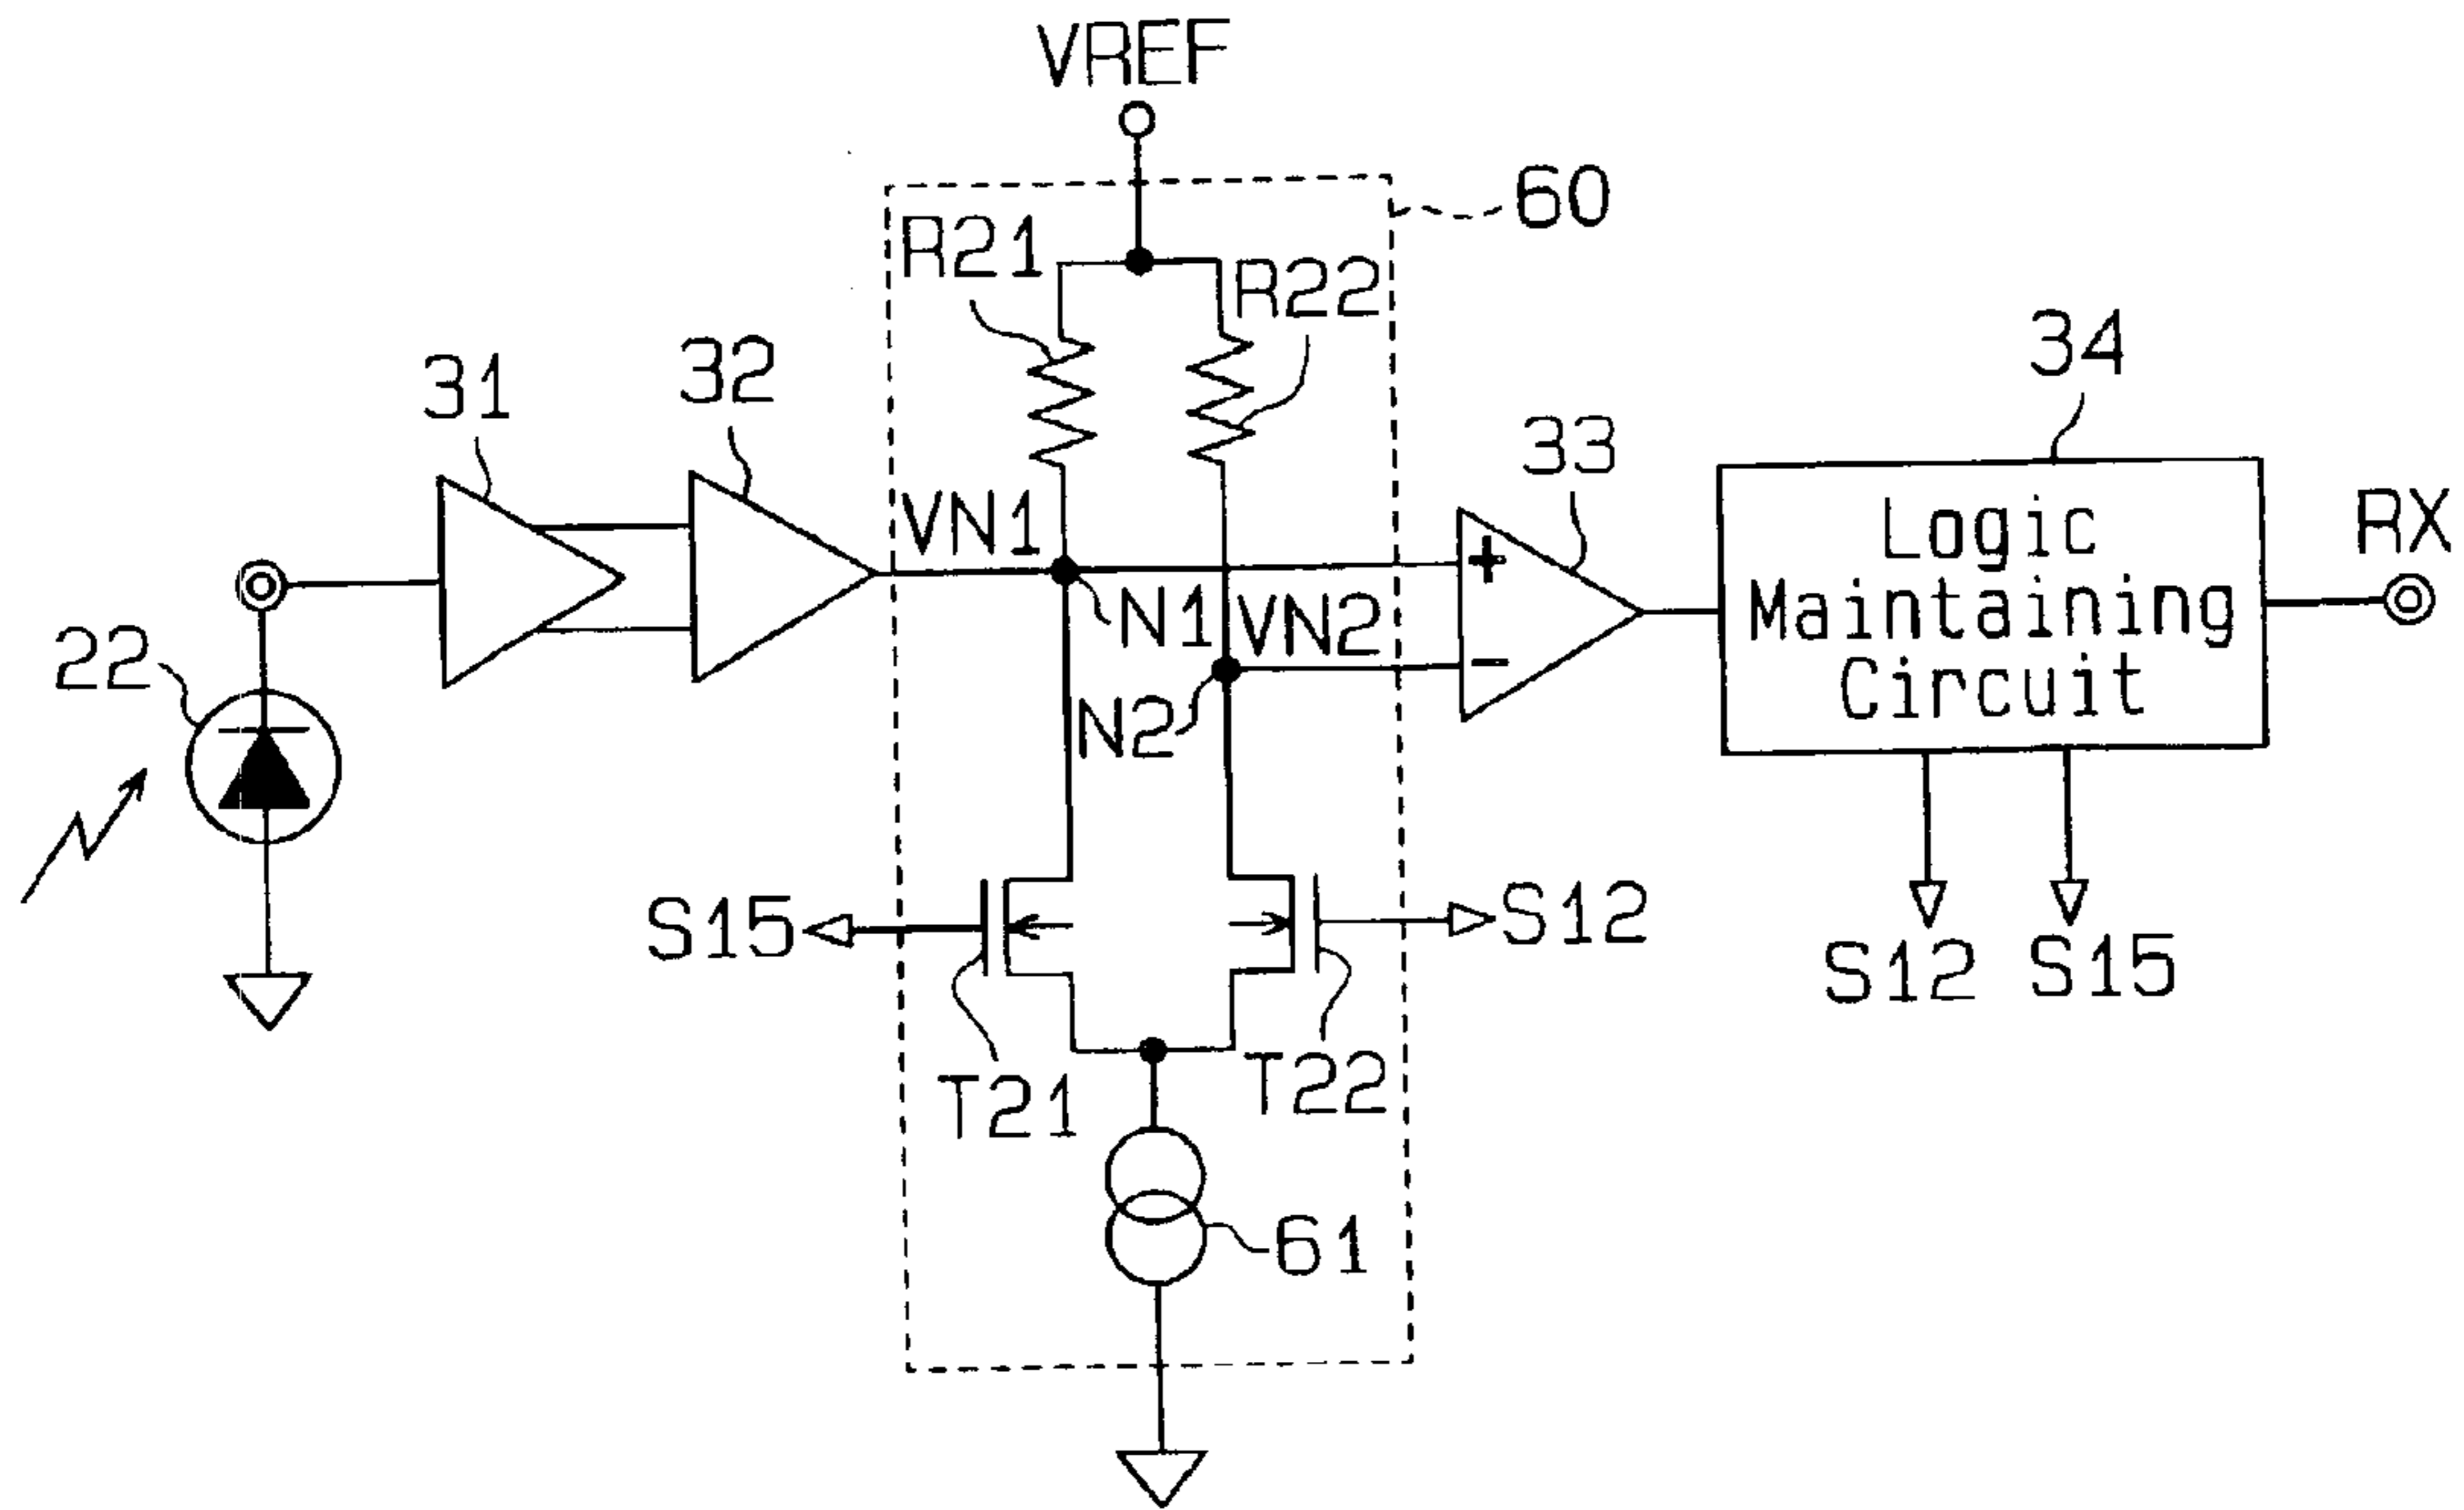 VREF
60
R21
R22
31
32
33
34
VN1
N1
VN2
N2
+
-
Logic
Maintaining
Circuit
RX
22
S15
S12
S12
S15
T21
T22
61